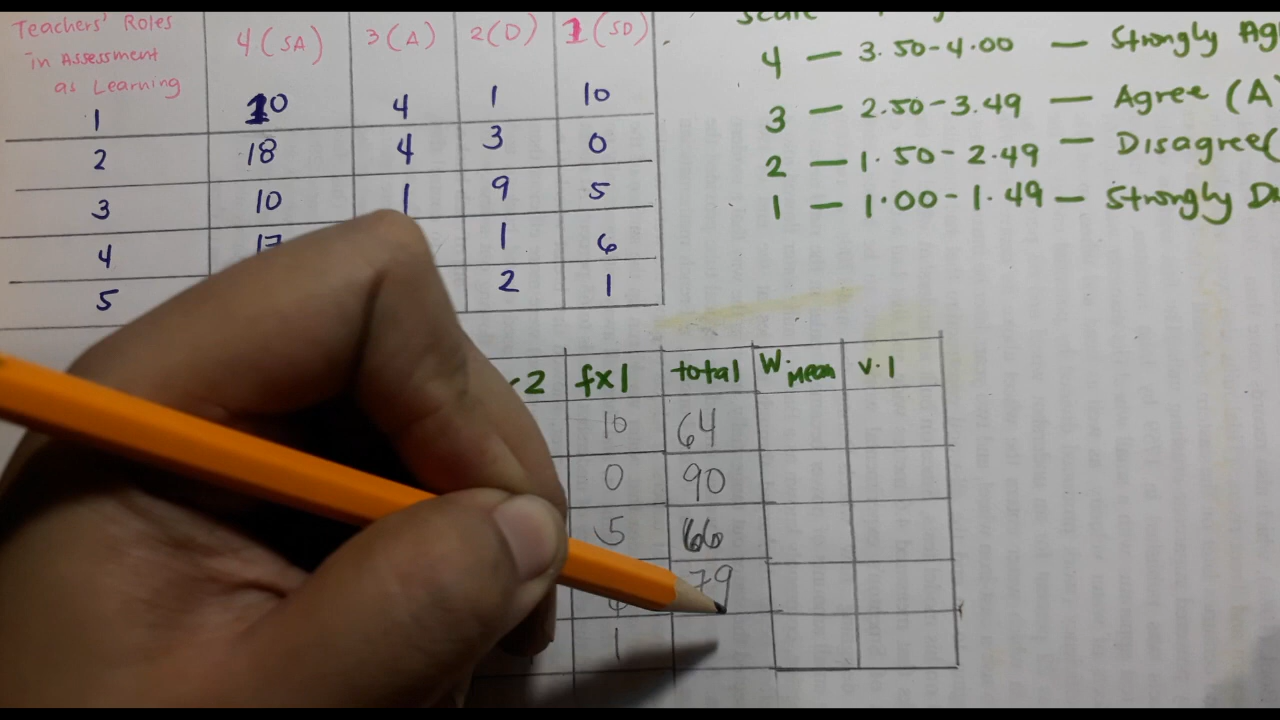 Teachers' Roles in Assessment as Learning 4 (SA) 3 (A) 2 (D) 1 (SD)
1 10 4 1 10
2 18 4 3 0
3 10 1 9 5
4 17 1 6
5 2 1
4 – 3.50-4.00 – Strongly
3 – 2.50-3.49 – Agree (A
2 – 1.50-2.49 – Disagree(
1 – 1.00-1.49 – Strongly
fx1 total W. Mean v.1
10 64
0 90
5 66
79
1